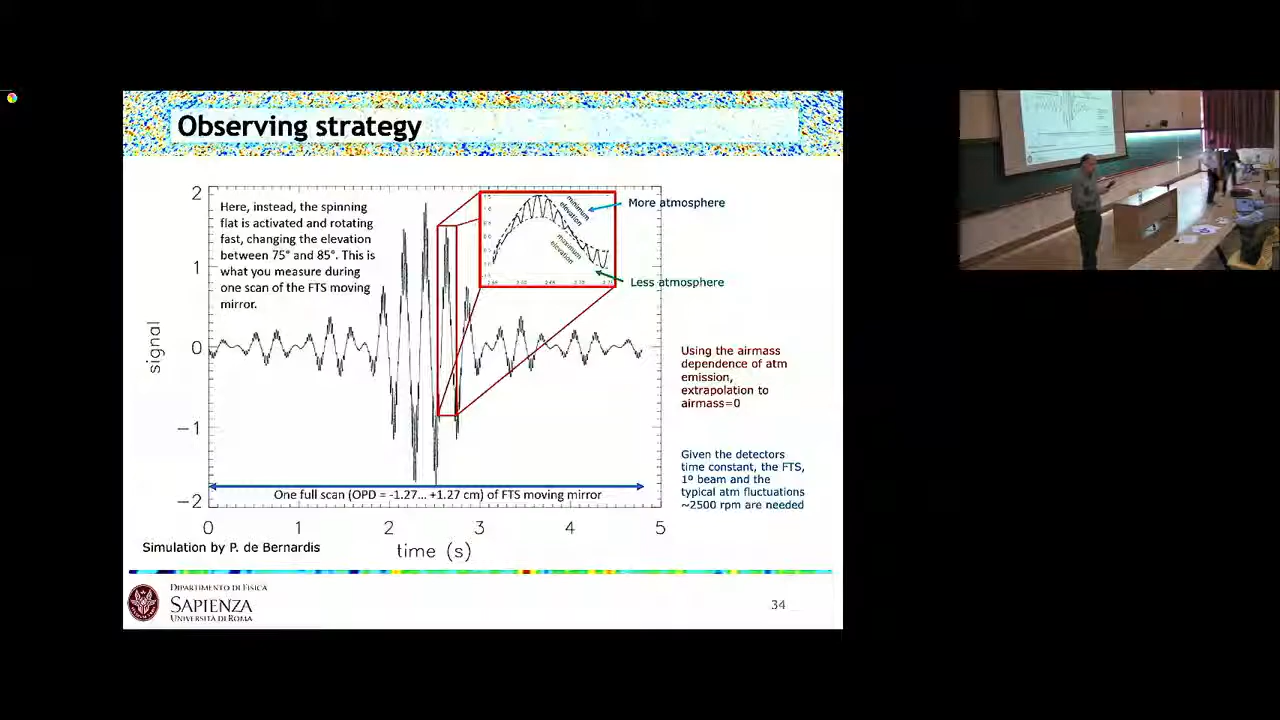 Observing strategy
Here, instead, the spinning
flat is activated and rotating
fast, changing the elevation
between 75° and 85°. This is
what you measure during
one scan of the FTS moving
mirror.
minimum
elevation
maximum
elevation
More atmosphere
Less atmosphere
2
1
0
−1
−2
signal
Using the airmass
dependence of atm
emission,
extrapolation to
airmass=0
Given the detectors
time constant, the FTS,
1º beam and the
typical atm fluctuations
~2500 rpm are needed
One full scan (OPD = -1.27... +1.27 cm) of FTS moving mirror
0 1 2 3 4 5
time (s)
Simulation by P. de Bernardis
DIPARTIMENTO DI FISICA
SAPIENZA
UNIVERSITÀ DI ROMA
34